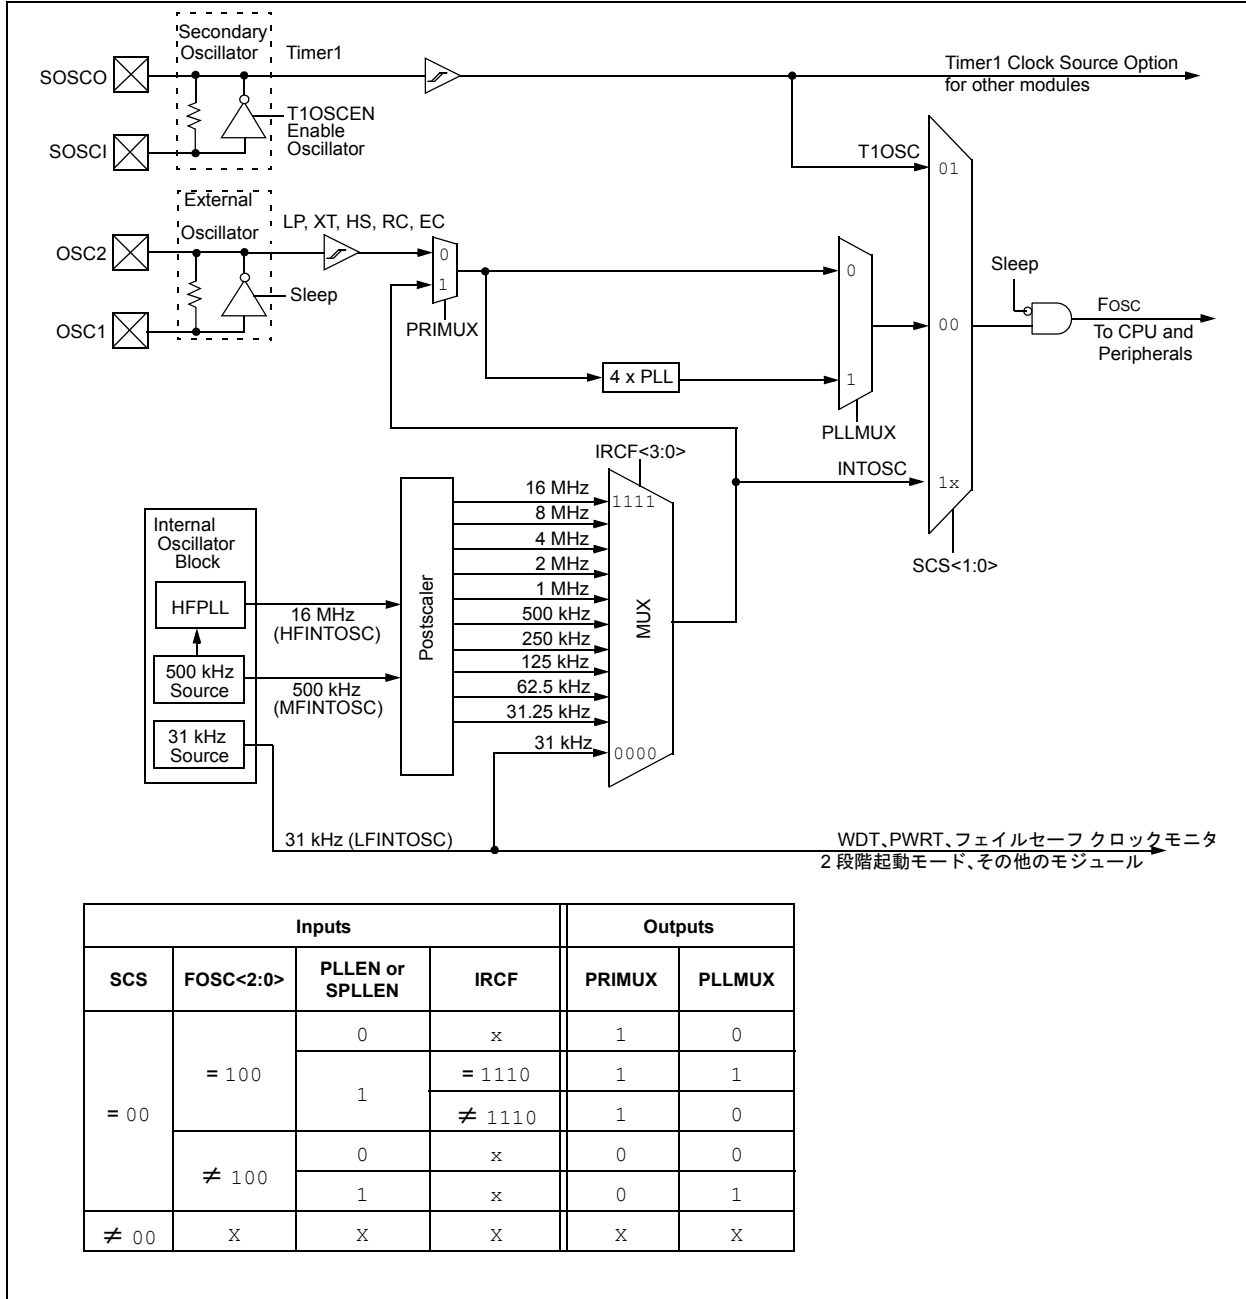 Secondary
Oscillator
Timer1
SOSCO
Timer1 Clock Source Option
for other modules
T1OSCEN
Enable
Oscillator
SOSCI
T1OSC
01
External
Oscillator
LP, XT, HS, RC, EC
OSC2
0
1
PRIMUX
Sleep
OSC1
0
1
4 x PLL
PLLMUX
00
Sleep
FOSC
To CPU and
Peripherals
INTOSC
1x
SCS<1:0>
IRCF<3:0>
Internal
Oscillator
Block
HFPLL
16 MHz
(HFINTOSC)
500 kHz
Source
500 kHz
(MFINTOSC)
31 kHz
Source
Postscaler
16 MHz
8 MHz
4 MHz
2 MHz
1 MHz
500 kHz
250 kHz
125 kHz
62.5 kHz
31.25 kHz
31 kHz
1111
MUX
0000
31 kHz (LFINTOSC)
WDT、PWRT、フェイルセーフ クロックモニタ
2 段階起動モード、その他のモジュール
Inputs Outputs
SCS FOSC<2:0> PLLEN or SPLLEN IRCF PRIMUX PLLMUX
= 00 = 100 0 x 1 0
1 = 1110 1 1
≠ 1110 1 0
≠ 100 0 x 0 0
1 x 0 1
≠ 00 X X X X X